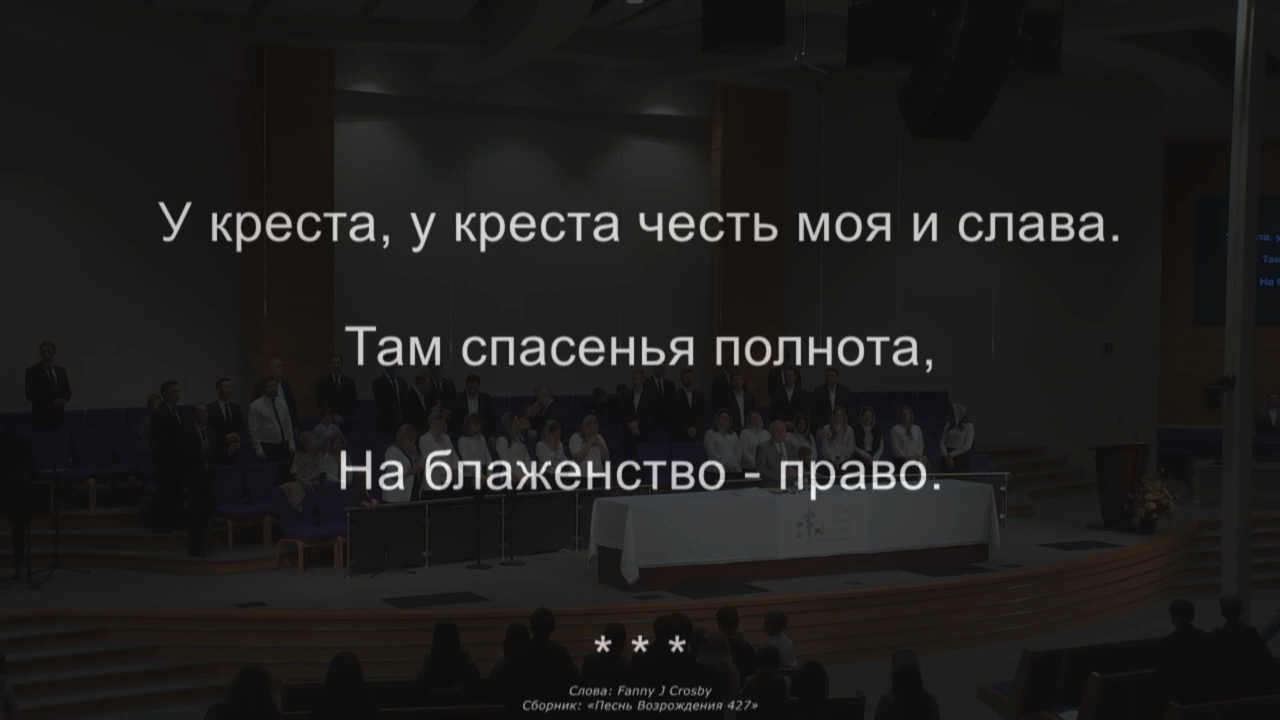 У креста, у креста честь моя и слава.
Там спасенья полнота,
На блаженство - право.
* * *
Слова: Fanny J Crosby
Сборник: «Песнь Возрождения 427»